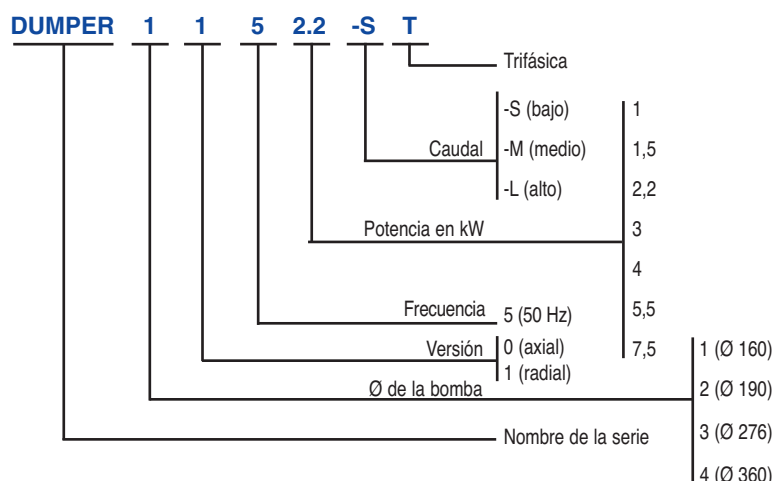 DUMPER 1 1 5 2.2 -S T
Trifásica
-S (bajo)
Caudal -M (medio)
-L (alto)
1
1,5
2,2
Potencia en kW 3
4
5,5
7,5
Frecuencia 5 (50 Hz)
Versión 0 (axial)
1 (radial)
Ø de la bomba
1 (Ø 160)
2 (Ø 190)
3 (Ø 276)
4 (Ø 360)
Nombre de la serie